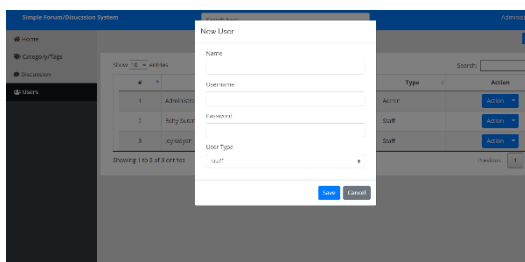 Simple Forum/Disucssion System
Home
Category/Tags
Discussion
Users
Show 10 entries
Search:
# Type Action
1 Admin Action
2 Staff Action
3 Staff Action
Showing 1 to 3 of 3 entries
Previous 1
New User
Name
Username
Password
User Type
Staff
Save Cancel